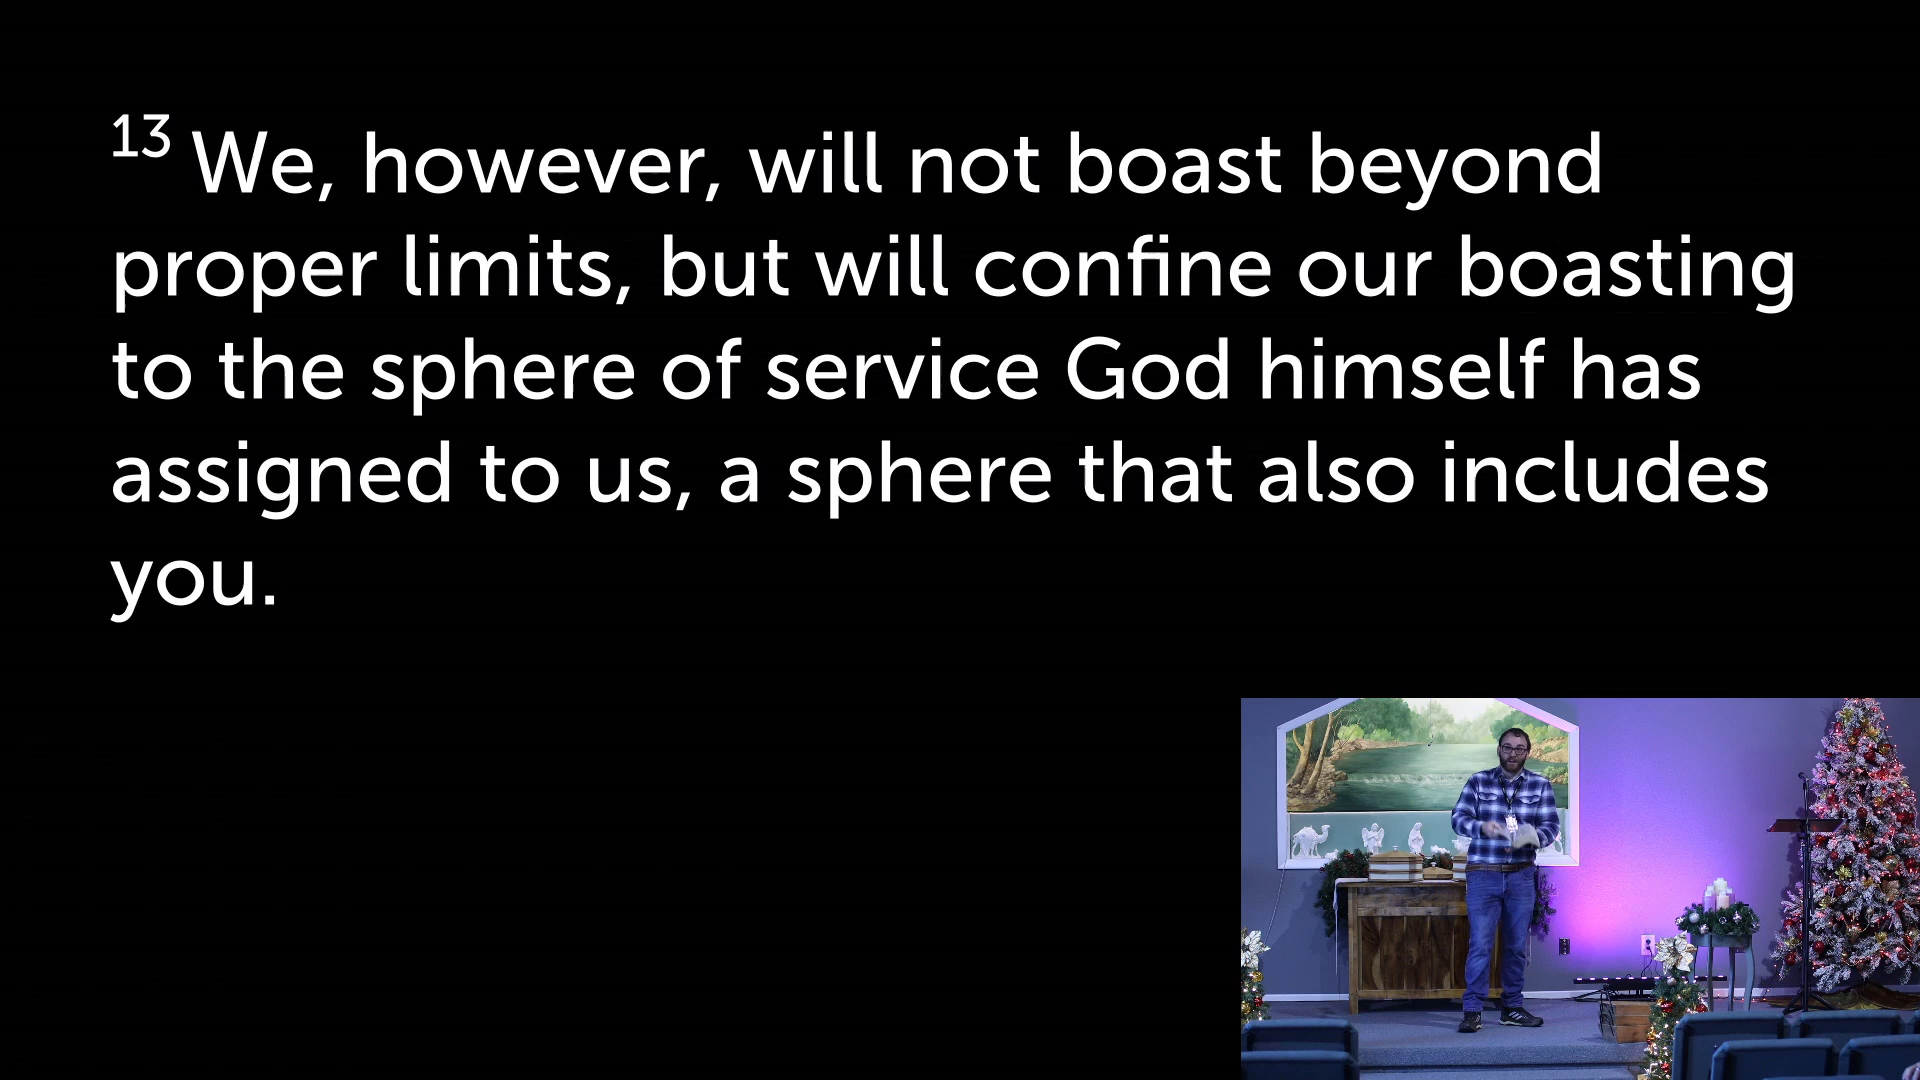 13 We, however, will not boast beyond
proper limits, but will confine our boasting
to the sphere of service God himself has
assigned to us, a sphere that also includes
you.